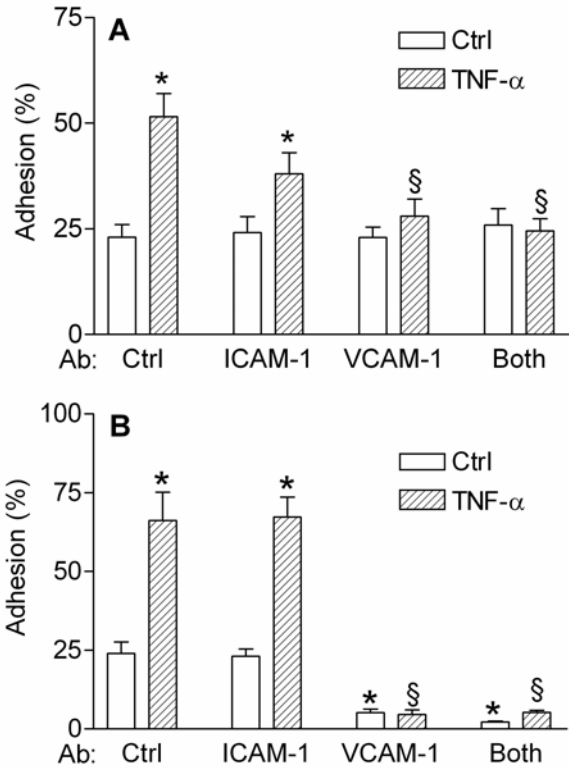 A
75
50
25
0
Adhesion (%)
Ctrl
TNF-α
*
*
§
§
Ab: Ctrl ICAM-1 VCAM-1 Both
B
100
75
50
25
0
Adhesion (%)
Ctrl
TNF-α
*
*
*
§
*
§
Ab: Ctrl ICAM-1 VCAM-1 Both